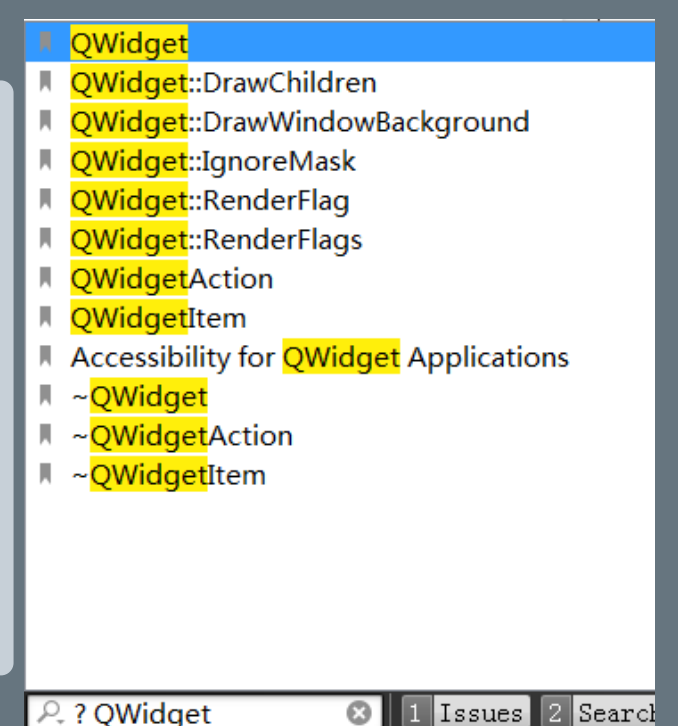 QWidget
QWidget::DrawChildren
QWidget::DrawWindowBackground
QWidget::IgnoreMask
QWidget::RenderFlag
QWidget::RenderFlags
QWidgetAction
QWidgetItem
Accessibility for QWidget Applications
~QWidget
~QWidgetAction
~QWidgetItem
? QWidget 1 Issues 2 Search